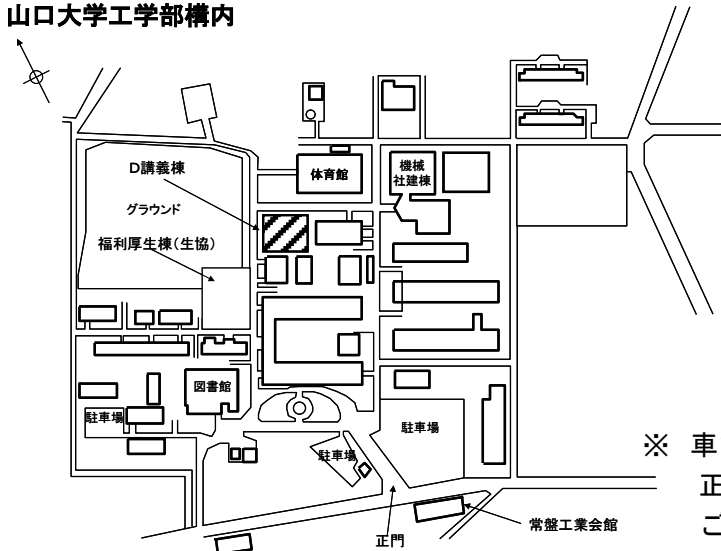 山口大学工学部構内
D講義棟
体育館
機械
社建棟
グラウンド
福利厚生棟(生協)
図書館
駐車場
駐車場
駐車場
※ 車
正
ご
常盤工業会館
正門